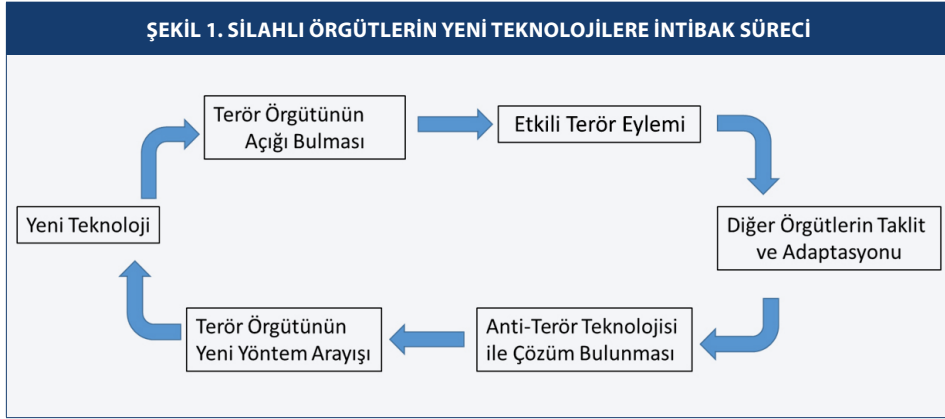 ŞEKİL 1. SİLAHLI ÖRGÜTLERİN YENİ TEKNOLOJİLERE İNTİBAK SÜRECİ
Terör Örgütünün
Açığı Bulması
Etkili Terör Eylemi
Yeni Teknoloji
Diğer Örgütlerin Taklit
ve Adaptasyonu
Terör Örgütünün
Yeni Yöntem Arayışı
Anti-Terör Teknolojisi
ile Çözüm Bulunması